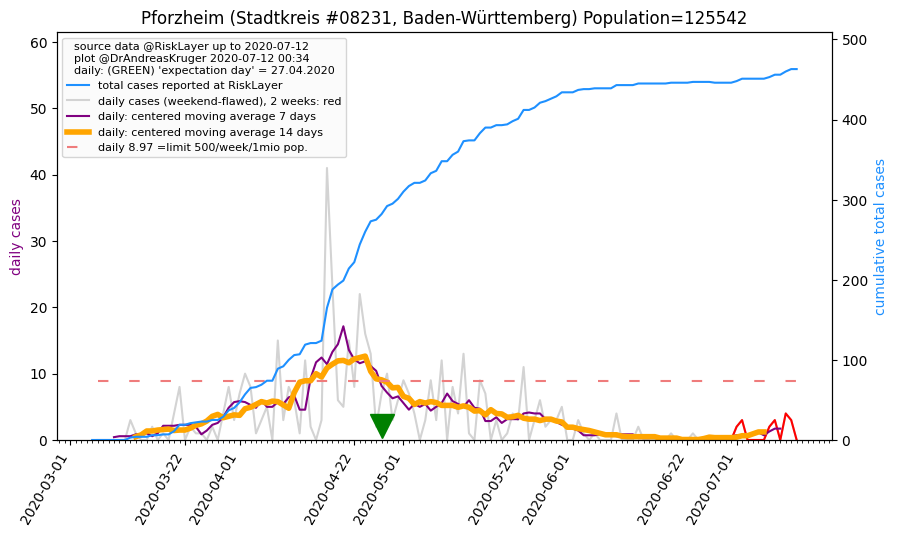 Pforzheim (Stadtkreis #08231, Baden-Württemberg) Population=125542
source data @RiskLayer up to 2020-07-12
plot @DrAndreasKruger 2020-07-12 00:34
daily: (GREEN) 'expectation day' = 27.04.2020
total cases reported at RiskLayer
daily cases (weekend-flawed), 2 weeks: red
daily: centered moving average 7 days
daily: centered moving average 14 days
daily 8.97 =limit 500/week/1mio pop.
daily cases
60
50
40
30
20
10
0
cumulative total cases
500
400
300
200
100
0
2020-03-01
2020-03-22
2020-04-01
2020-04-22
2020-05-01
2020-05-22
2020-06-01
2020-06-22
2020-07-01